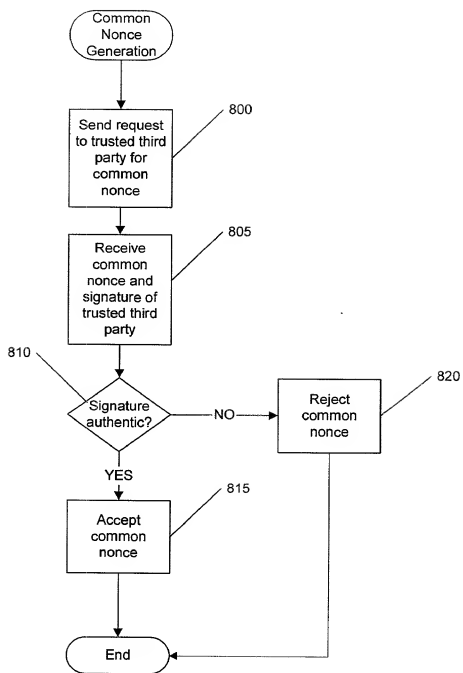 Common
Nonce
Generation
800
Send request
to trusted third
party for
common
nonce
805
Receive
common
nonce and
signature of
trusted third
party
810
Signature
authentic?
NO
820
Reject
common
nonce
YES
815
Accept
common
nonce
End